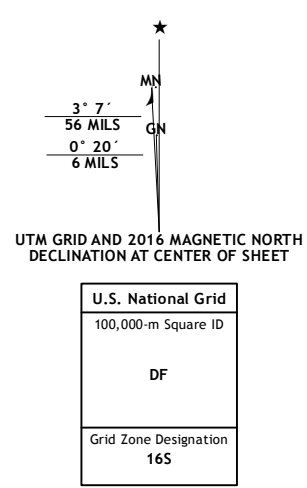 ★
MN
3° 7´
56 MILS
GN
0° 20´
6 MILS
UTM GRID AND 2016 MAGNETIC NORTH
DECLINATION AT CENTER OF SHEET
U.S. National Grid
100,000-m Square ID
DF
Grid Zone Designation
16S